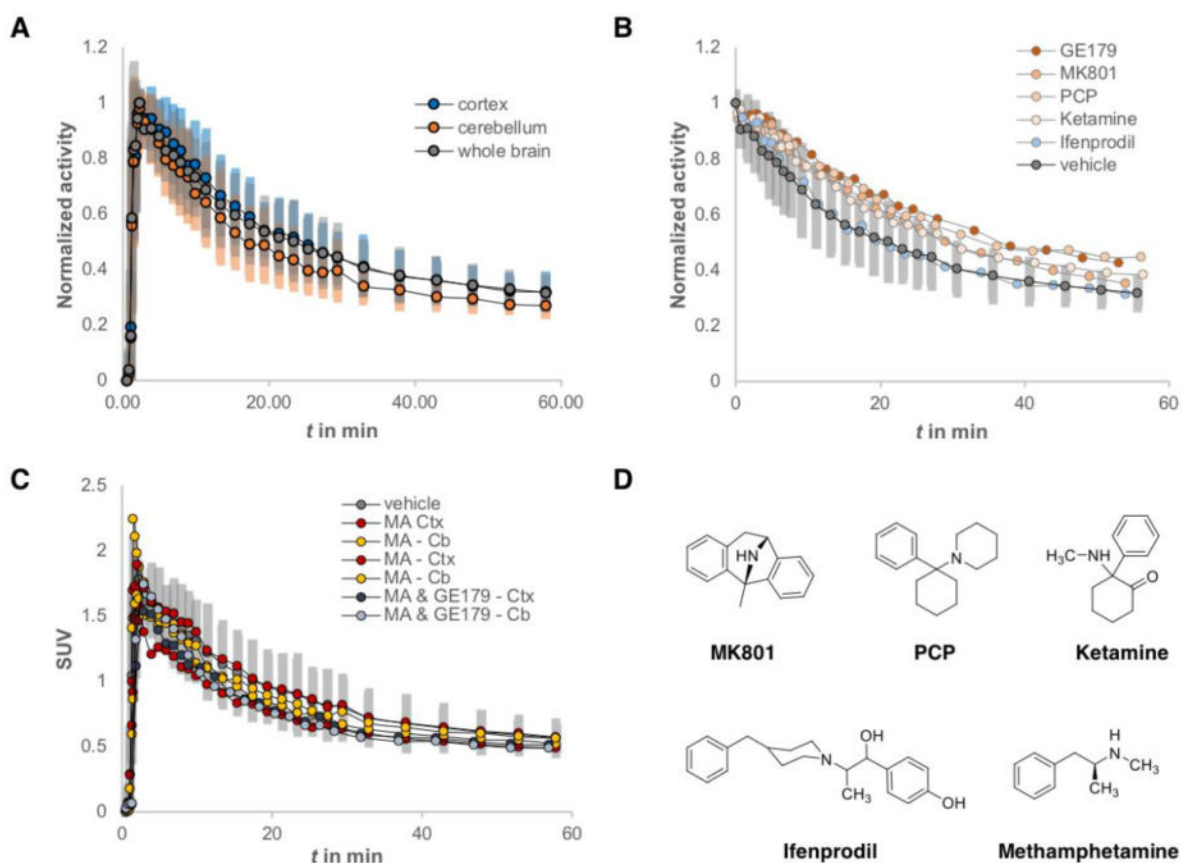 A
Normalized activity
1.2
1
0.8
0.6
0.4
0.2
0
0.00
20.00
40.00
60.00
t in min
cortex
cerebellum
whole brain
B
Normalized activity
1.2
1
0.8
0.6
0.4
0.2
0
0
20
40
60
t in min
GE179
MK801
PCP
Ketamine
Ifenprodil
vehicle
C
SUV
2.5
2
1.5
1
0.5
0
0
20
40
60
t in min
vehicle
MA Ctx
MA - Cb
MA - Ctx
MA - Cb
MA & GE179 - Ctx
MA & GE179 - Cb
D
HN
MK801
N
PCP
H₃C
NH
O
Ketamine
N
OH
CH₃
OH
Ifenprodil
H
N
CH₃
CH₃
Methamphetamine